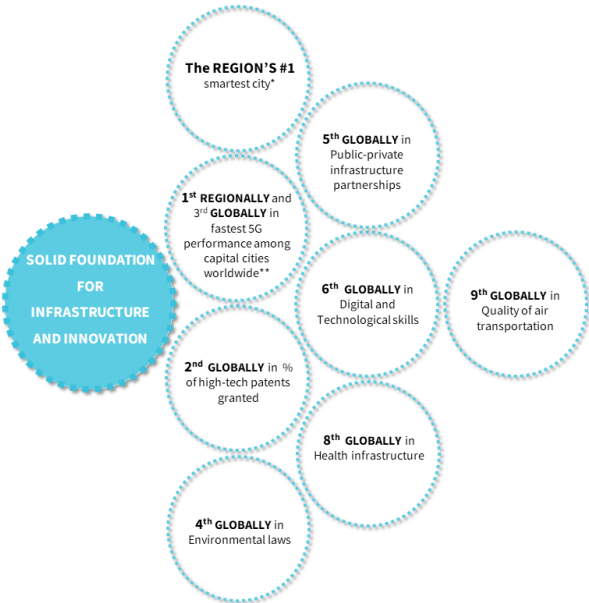 The REGION'S #1
smartest city*
5th GLOBALLY in
Public-private
infrastructure
partnerships
1st REGIONALLY and
3rd GLOBALLY in
fastest 5G
performance among
capital cities
worldwide**
SOLID FOUNDATION
FOR
INFRASTRUCTURE
AND INNOVATION
6th GLOBALLY in
Digital and
Technological skills
9th GLOBALLY in
Quality of air
transportation
2nd GLOBALLY in %
of high-tech patents
granted
8th GLOBALLY in
Health infrastructure
4th GLOBALLY in
Environmental laws